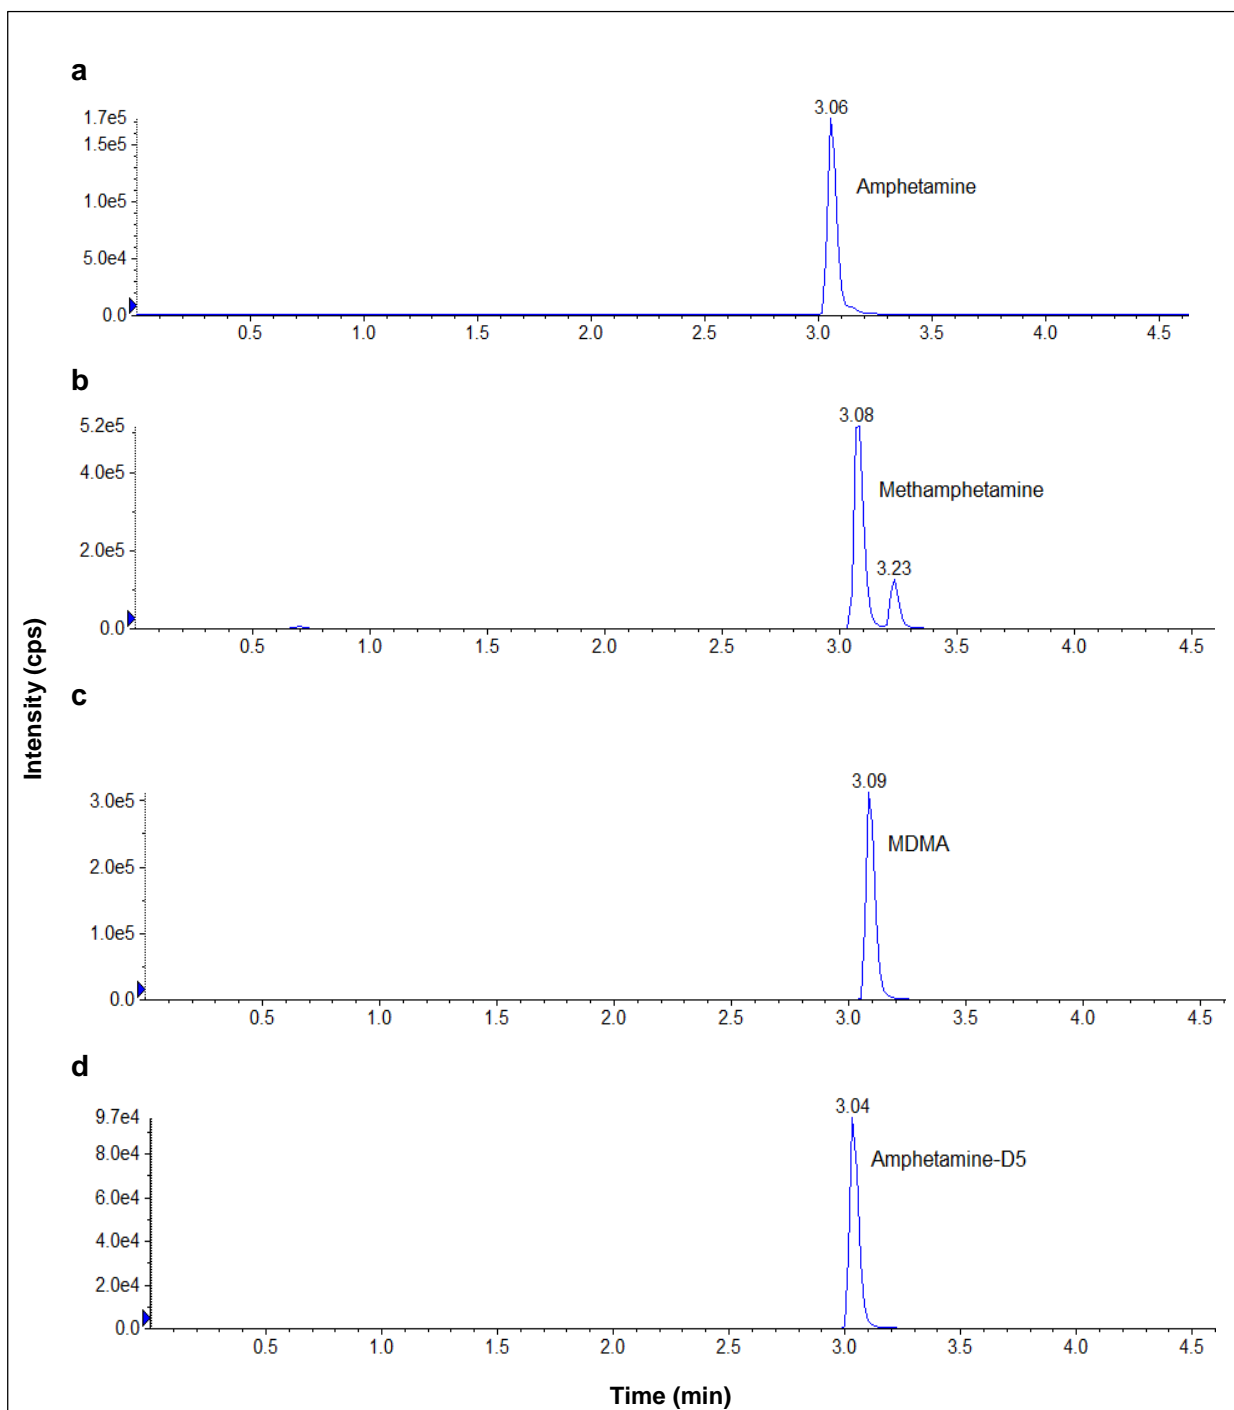 a
3.06
1.7e5
1.5e5
Amphetamine
1.0e5
5.0e4
0.0
0.5 1.0 1.5 2.0 2.5 3.0 3.5 4.0 4.5
b
3.08
5.2e5
4.0e5
Methamphetamine
2.0e5
3.23
0.0
0.5 1.0 1.5 2.0 2.5 3.0 3.5 4.0 4.5
Intensity (cps)
c
3.09
3.0e5
MDMA
2.0e5
1.0e5
0.0
0.5 1.0 1.5 2.0 2.5 3.0 3.5 4.0 4.5
d
3.04
9.7e4
8.0e4
Amphetamine-D5
6.0e4
4.0e4
2.0e4
0.0
0.5 1.0 1.5 2.0 2.5 3.0 3.5 4.0 4.5
Time (min)